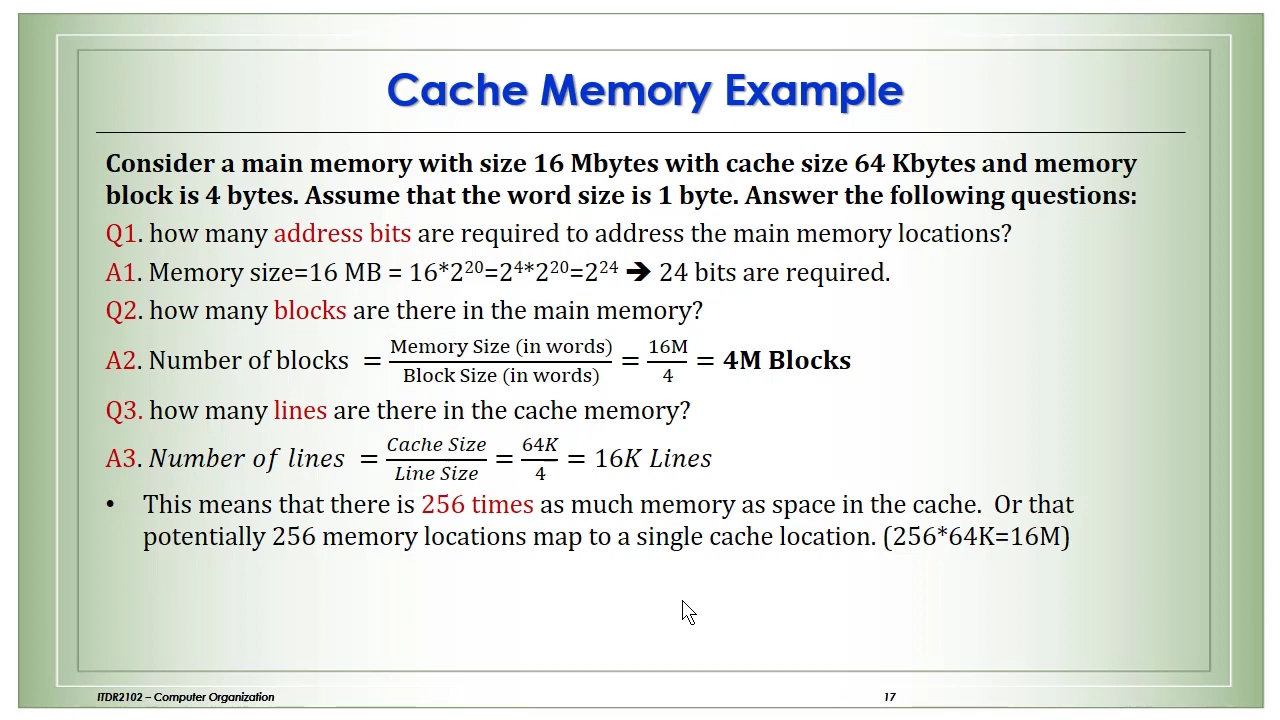 Cache Memory Example
Consider a main memory with size 16 Mbytes with cache size 64 Kbytes and memory
block is 4 bytes. Assume that the word size is 1 byte. Answer the following questions:
Q1. how many address bits are required to address the main memory locations?
A1. Memory size=16 MB = 16*2²⁰=2⁴*2²⁰=2²⁴ 🡲 24 bits are required.
Q2. how many blocks are there in the main memory?
A2. Number of blocks = Memory Size (in words) / Block Size (in words) = 16M / 4 = 4M Blocks
Q3. how many lines are there in the cache memory?
A3. Number of lines = Cache Size / Line Size = 64K / 4 = 16K Lines
• This means that there is 256 times as much memory as space in the cache. Or that
potentially 256 memory locations map to a single cache location. (256*64K=16M)
ITDR2102 – Computer Organization
17